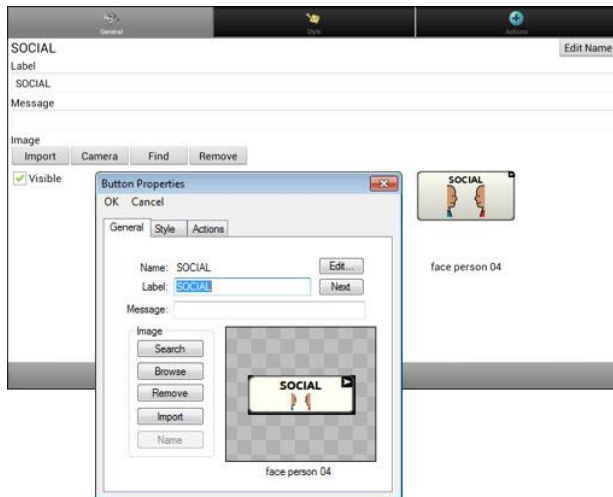 General Style Actions
SOCIAL Edit Name
Label
SOCIAL
Message
Image
Import Camera Find Remove
Visible
SOCIAL
face person 04
Button Properties
OK Cancel
General Style Actions
Name: SOCIAL Edit...
Label: SOCIAL Next
Message:
Image
Search
Browse
Remove
Import
Name
SOCIAL
face person 04